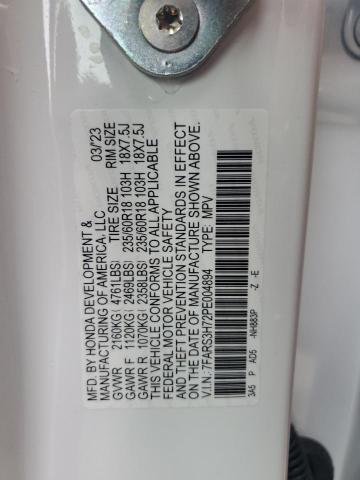 MFD. BY HONDA DEVELOPMENT & 03/23
MANUFACTURING OF AMERICA, LLC
TIRE SIZE RIM SIZE
GVWR 2160KG( 4761LBS)
GAWR F 1120KG( 2469LBS) 235/60R18 103H 18X7.5J
GAWR R 1070KG( 2358LBS) 235/60R18 103H 18X7.5J
THIS VEHICLE CONFORMS TO ALL APPLICABLE
FEDERAL MOTOR VEHICLE SAFETY
AND THEFT PREVENTION STANDARDS IN EFFECT
ON THE DATE OF MANUFACTURE SHOWN ABOVE.
V.I.N.: 7FARS3H72PE004894 TYPE: MPV
3A5 P AD5 -NH883P -Z -E